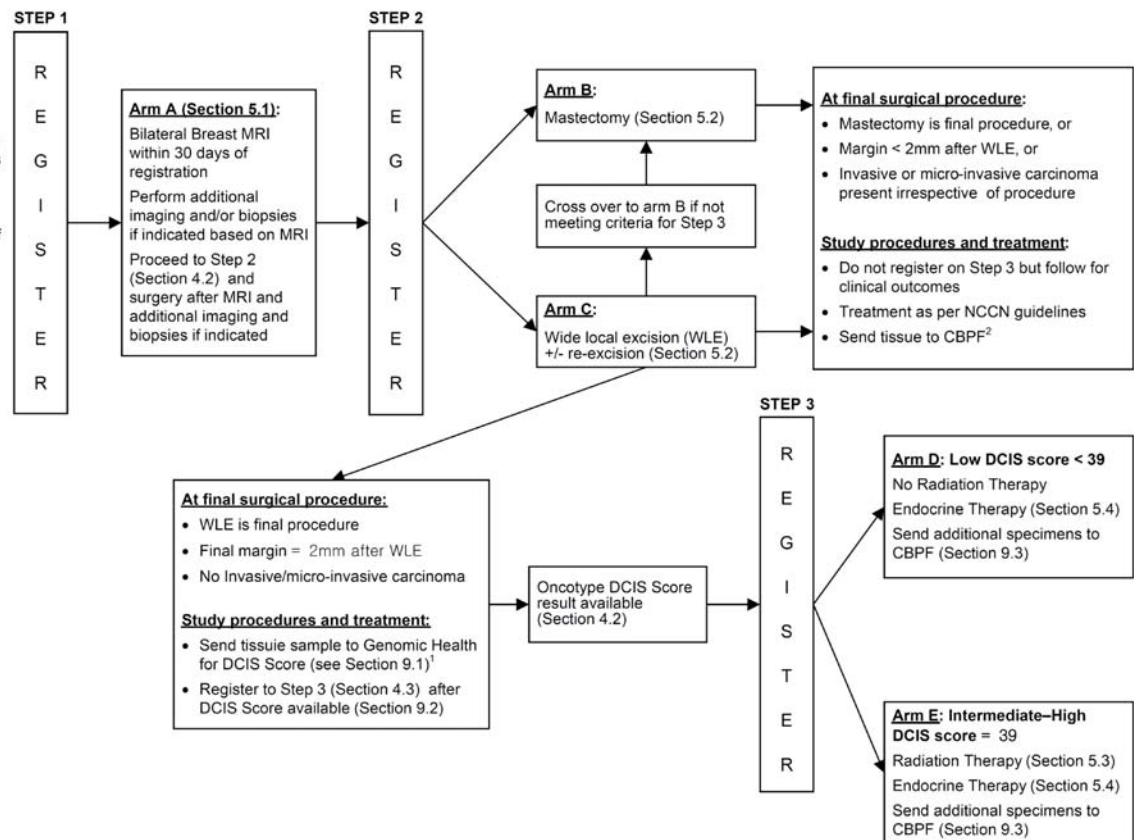 STEP 1
R
E
G
I
S
T
E
R
Arm A (Section 5.1):
Bilateral Breast MRI
within 30 days of
registration
Perform additional
imaging and/or biopsies
if indicated based on MRI
Proceed to Step 2
(Section 4.2) and
surgery after MRI and
additional imaging and
biopsies if indicated
STEP 2
R
E
G
I
S
T
E
R
Arm B:
Mastectomy (Section 5.2)
Cross over to arm B if not
meeting criteria for Step 3
Arm C:
Wide local excision (WLE)
+/- re-excision (Section 5.2)
At final surgical procedure:
• Mastectomy is final procedure, or
• Margin < 2mm after WLE, or
• Invasive or micro-invasive carcinoma
present irrespective of procedure
Study procedures and treatment:
• Do not register on Step 3 but follow for
clinical outcomes
• Treatment as per NCCN guidelines
• Send tissue to CBPF²
At final surgical procedure:
• WLE is final procedure
• Final margin = 2mm after WLE
• No Invasive/micro-invasive carcinoma
Study procedures and treatment:
• Send tissuie sample to Genomic Health
for DCIS Score (see Section 9.1)¹
• Register to Step 3 (Section 4.3) after
DCIS Score available (Section 9.2)
Oncotype DCIS Score
result available
(Section 4.2)
STEP 3
R
E
G
I
S
T
E
R
Arm D: Low DCIS score < 39
No Radiation Therapy
Endocrine Therapy (Section 5.4)
Send additional specimens to
CBPF (Section 9.3)
Arm E: Intermediate–High
DCIS score = 39
Radiation Therapy (Section 5.3)
Endocrine Therapy (Section 5.4)
Send additional specimens to
CBPF (Section 9.3)